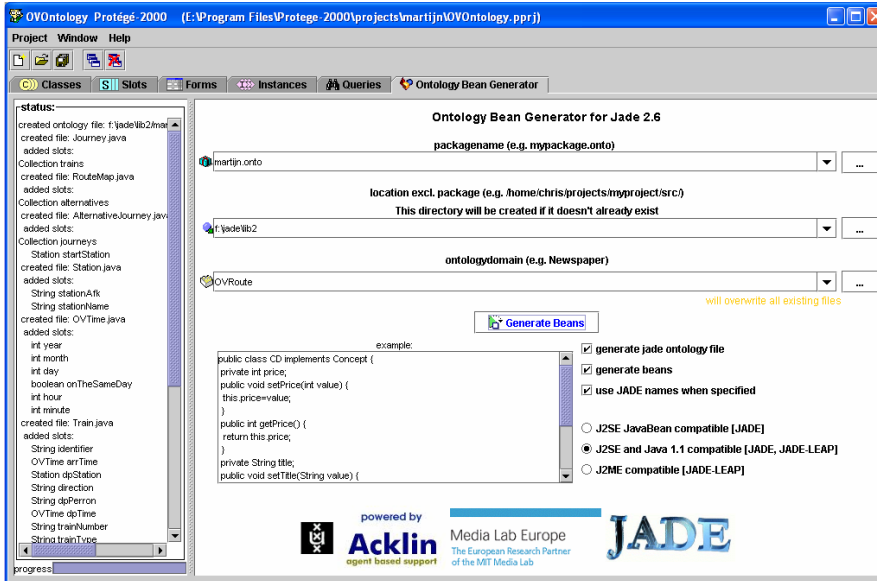 OVOntology Protégé-2000 (E:\Program Files\Protege-2000\projects\martijn\OVOntology.pprj)
Project Window Help
C Classes S Slots Forms Instances Queries Ontology Bean Generator
status:
created ontology file: f:\jade\lib2/mar
created file: Journey.java
added slots:
Collection trains
created file: RouteMap.java
added slots:
Collection alternatives
created file: AlternativeJourney.java
added slots:
Collection journeys
Station startStation
created file: Station.java
added slots:
String stationAfk
String stationName
created file: OVTime.java
added slots:
int year
int month
int day
boolean onTheSameDay
int hour
int minute
created file: Train.java
added slots:
String identifier
OVTime arrTime
Station dpStation
String direction
String dpPerron
OVTime dpTime
String trainNumber
String trainType
progress
Ontology Bean Generator for Jade 2.6
packagename (e.g. mypackage.onto)
martijn.onto
...
location excl. package (e.g. /home/chris/projects/myproject/src/)
This directory will be created if it doesn't already exist
f:\jade\lib2
...
ontologydomain (e.g. Newspaper)
OVRoute
...
will overwrite all existing files
Generate Beans
example:
public class CD implements Concept {
private int price;
public void setPrice(int value) {
this.price=value;
}
public int getPrice() {
return this.price;
}
private String title;
public void setTitle(String value) {
generate jade ontology file
generate beans
use JADE names when specified
J2SE JavaBean compatible [JADE]
J2SE and Java 1.1 compatible [JADE, JADE-LEAP]
J2ME compatible [JADE-LEAP]
powered by
Acklin
agent based support
Media Lab Europe
The European Research Partner
of the MIT Media Lab
JADE